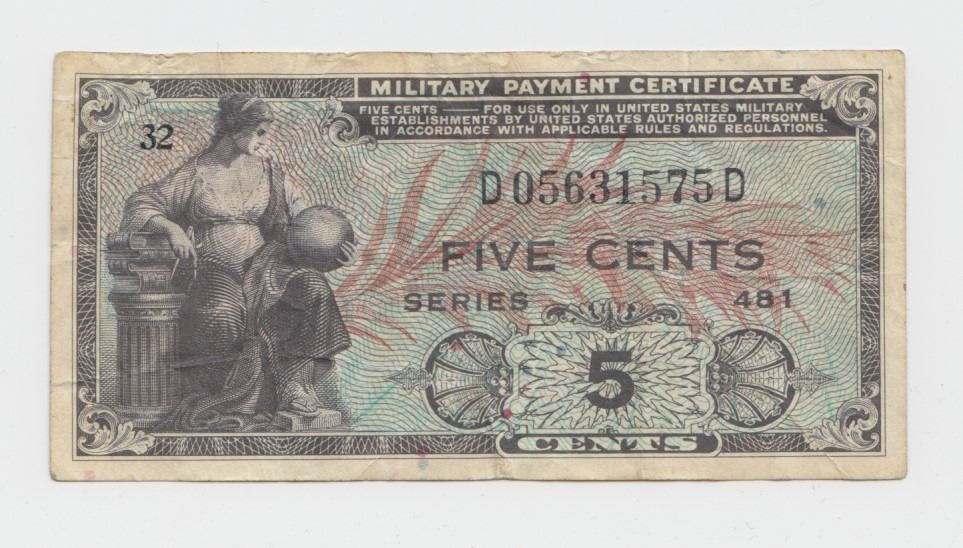 MILITARY PAYMENT CERTIFICATE
FIVE CENTS — FOR USE ONLY IN UNITED STATES MILITARY
ESTABLISHMENTS BY UNITED STATES AUTHORIZED PERSONNEL
IN ACCORDANCE WITH APPLICABLE RULES AND REGULATIONS.
32
D05631575D
FIVE CENTS
SERIES 481
5
CENTS